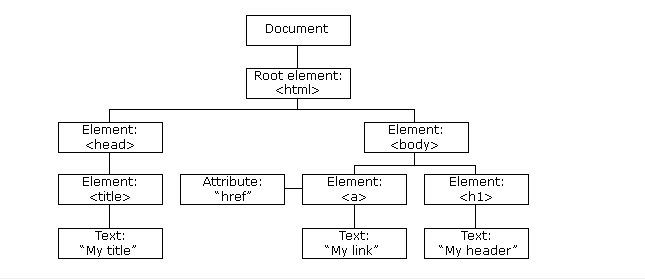 Document
Root element:
<html>
Element:
<head>
Element:
<body>
Element:
<title>
Attribute:
"href"
Element:
<a>
Element:
<h1>
Text:
"My title"
Text:
"My link"
Text:
"My header"